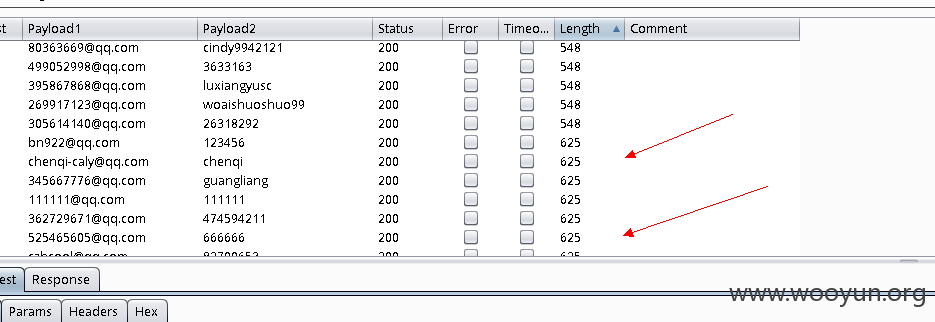 st Payload1 Payload2 Status Error Timeo... Length Comment
80363669@qq.com cindy9942121 200 548
499052998@qq.com 3633163 200 548
395867868@qq.com luxiangyusc 200 548
269917123@qq.com woaishuoshuo99 200 548
305614140@qq.com 26318292 200 548
bn922@qq.com 123456 200 625
chenqi-caly@qq.com chenqi 200 625
345667776@qq.com guangliang 200 625
111111@qq.com 111111 200 625
362729671@qq.com 474594211 200 625
525465605@qq.com 666666 200 625
200 625
est Response
www.wooyun.org
Params Headers Hex